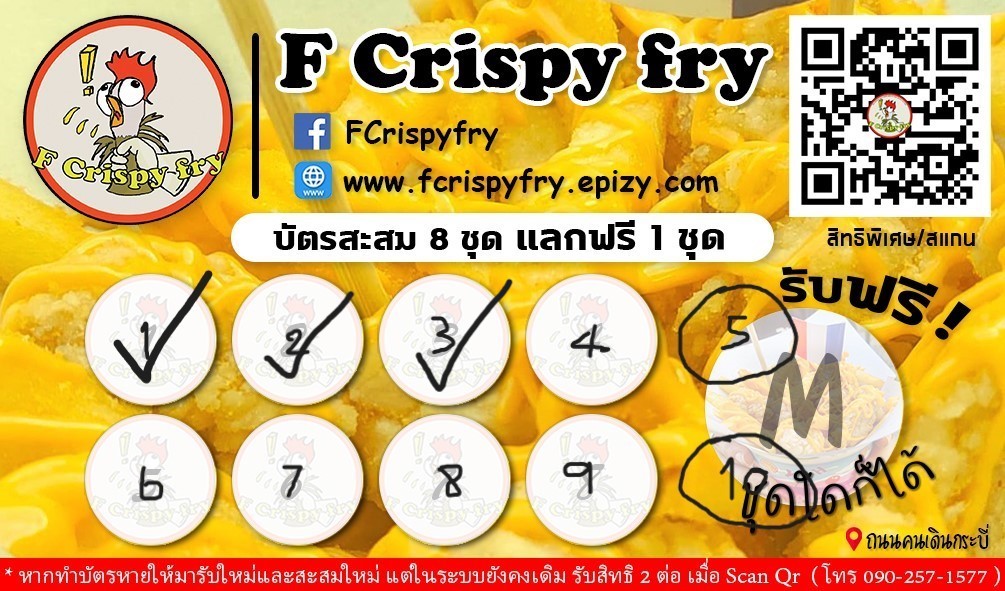 F Crispy fry
F Crispy fry
FCrispyfry
www.fcrispyfry.epizy.com
บัตรสะสม 8 ชุด แลกฟรี 1 ชุด
สิทธิพิเศษ/สแกน
รับฟรี !
1 2 3 4 5
M
6 7 8 9 10
ชุดใดก็ได้
ถนนคนเดินกระบี่
* หากทำบัตรหายให้มารับใหม่และสะสมใหม่ แต่ในระบบยังคงเดิม รับสิทธิ 2 ต่อ เมื่อ Scan Qr ( โทร 090-257-1577 )